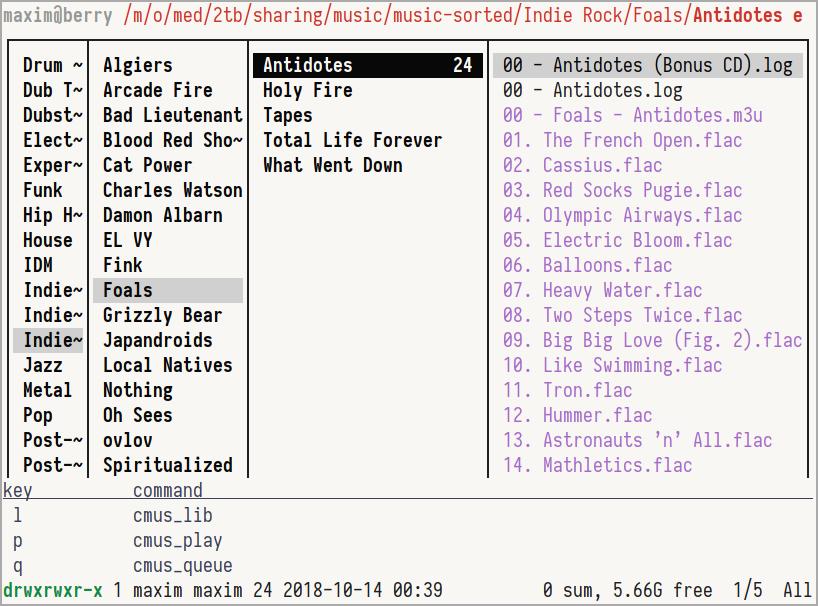 maxim@berry /m/o/med/2tb/sharing/music/music-sorted/Indie Rock/Foals/Antidotes e
Drum ~ Algiers Antidotes 24 00 - Antidotes (Bonus CD).log
Dub T~ Arcade Fire Holy Fire 00 - Antidotes.log
Dubst~ Bad Lieutenant Tapes 00 - Foals - Antidotes.m3u
Elect~ Blood Red Sho~ Total Life Forever 01. The French Open.flac
Exper~ Cat Power What Went Down 02. Cassius.flac
Funk Charles Watson 03. Red Socks Pugie.flac
Hip H~ Damon Albarn 04. Olympic Airways.flac
House EL VY 05. Electric Bloom.flac
IDM Fink 06. Balloons.flac
Indie~ Foals 07. Heavy Water.flac
Indie~ Grizzly Bear 08. Two Steps Twice.flac
Indie~ Japandroids 09. Big Big Love (Fig. 2).flac
Jazz Local Natives 10. Like Swimming.flac
Metal Nothing 11. Tron.flac
Pop Oh Sees 12. Hummer.flac
Post-~ ovlov 13. Astronauts ’n’ All.flac
Post-~ Spiritualized 14. Mathletics.flac
key command
l cmus_lib
p cmus_play
q cmus_queue
drwxrwxr-x 1 maxim maxim 24 2018-10-14 00:39 0 sum, 5.66G free 1/5 All